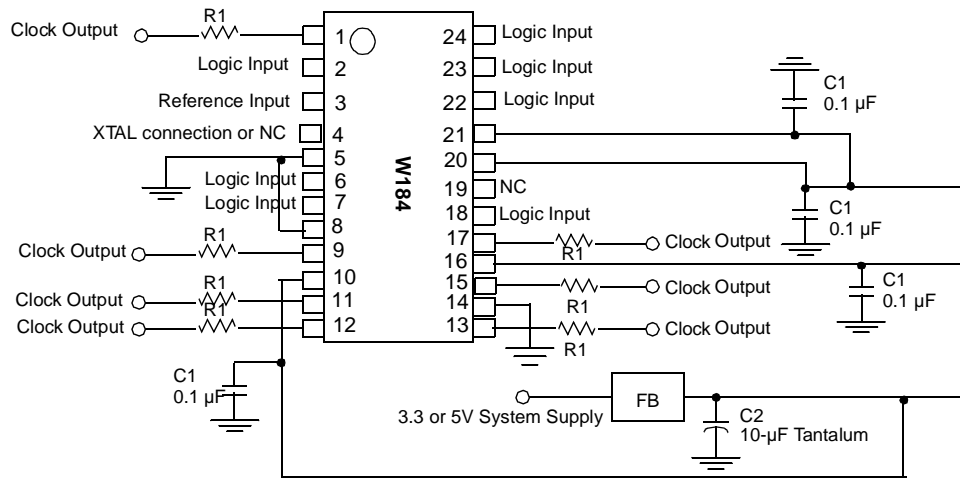 Clock Output
R1
1
24
Logic Input
Logic Input
2
23
Logic Input
Reference Input
3
22
Logic Input
C1
0.1 µF
XTAL connection or NC
4
21
5
20
Logic Input
6
19
NC
Logic Input
7
18
Logic Input
C1
0.1 µF
W184
8
17
R1
Clock Output
Clock Output
R1
9
16
10
15
R1
Clock Output
C1
0.1 µF
Clock Output
R1
11
14
Clock Output
R1
12
13
R1
Clock Output
C1
0.1 µF
3.3 or 5V System Supply
FB
C2
10-µF Tantalum